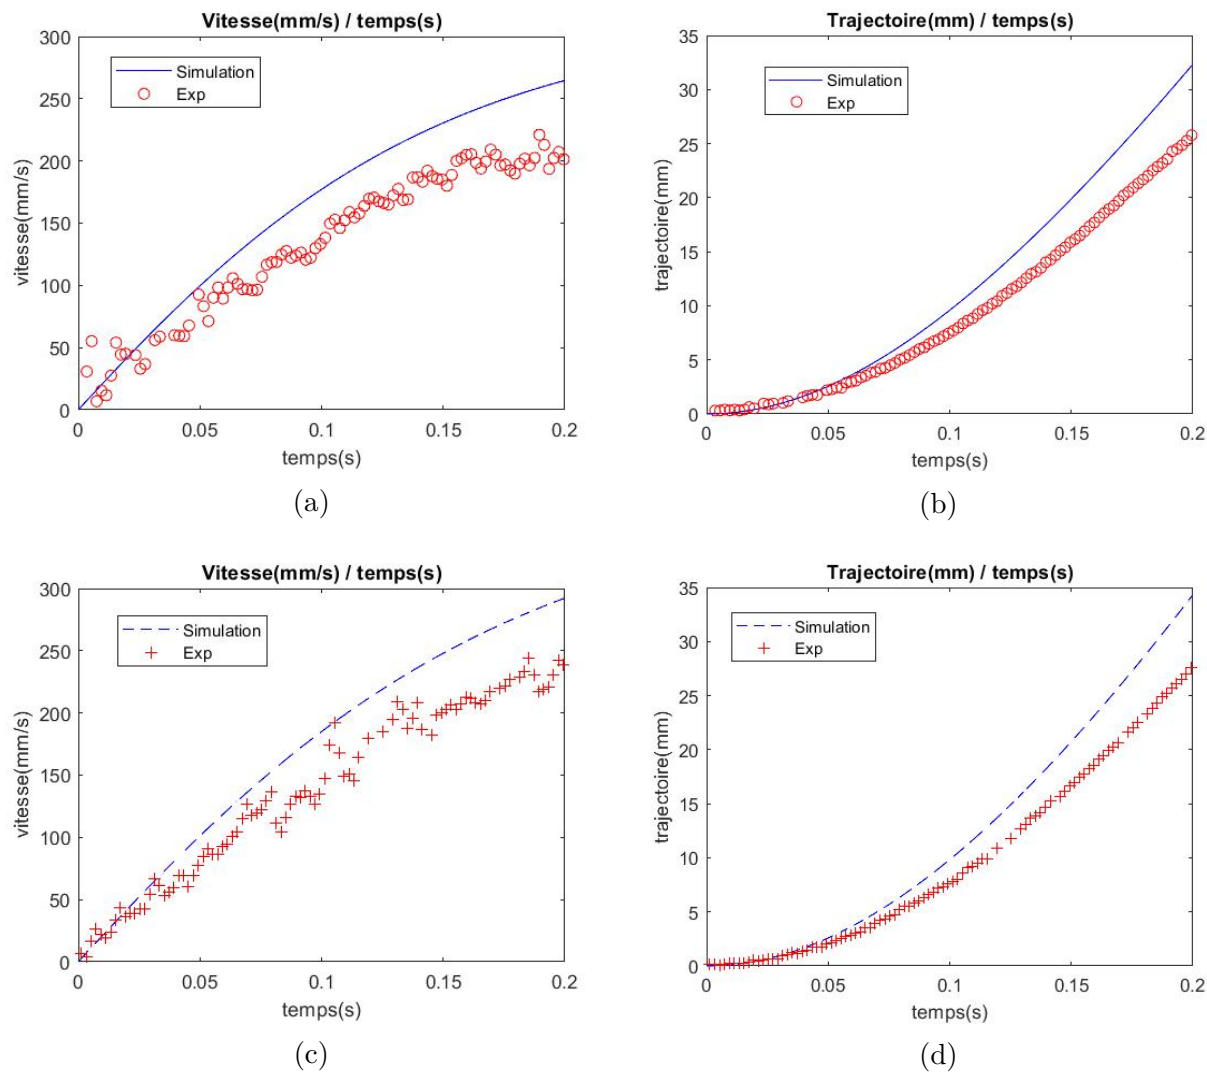 Vitesse(mm/s) / temps(s)
300
250
200
150
100
50
0
vitesse(mm/s)
Simulation
Exp
0
0.05
0.1
0.15
0.2
temps(s)
(a)
Trajectoire(mm) / temps(s)
35
30
25
20
15
10
5
0
trajectoire(mm)
Simulation
Exp
0
0.05
0.1
0.15
0.2
temps(s)
(b)
Vitesse(mm/s) / temps(s)
300
250
200
150
100
50
0
vitesse(mm/s)
Simulation
Exp
0
0.05
0.1
0.15
0.2
temps(s)
(c)
Trajectoire(mm) / temps(s)
35
30
25
20
15
10
5
0
trajectoire(mm)
Simulation
Exp
0
0.05
0.1
0.15
0.2
temps(s)
(d)